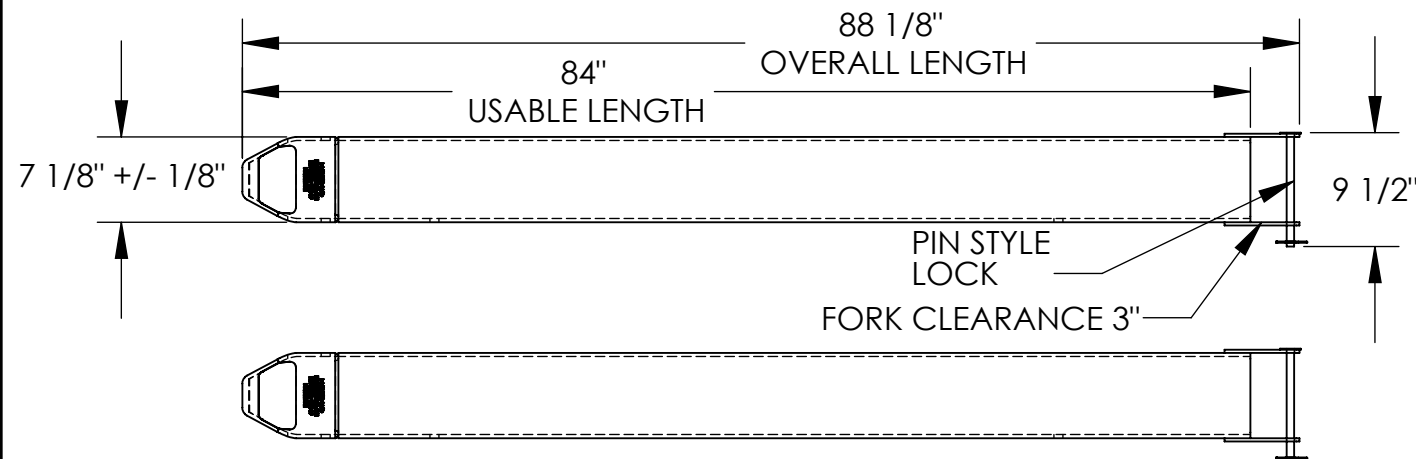 88 1/8"
OVERALL LENGTH
84"
USABLE LENGTH
7 1/8" +/- 1/8"
9 1/2"
PIN STYLE
LOCK
FORK CLEARANCE 3"